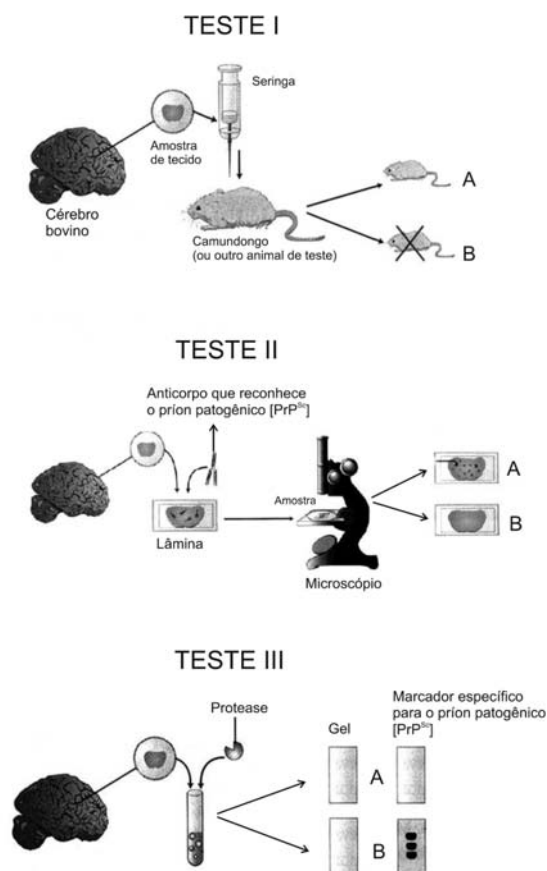 TESTE I
Seringa
Amostra
de tecido
Cérebro
bovino
Camundongo
(ou outro animal de teste)
A
B
TESTE II
Anticorpo que reconhece
o príon patogênico [PrPSc]
Amostra
Lâmina
Microscópio
A
B
TESTE III
Protease
Gel
Marcador específico
para o príon patogênico
[PrPSc]
A
B